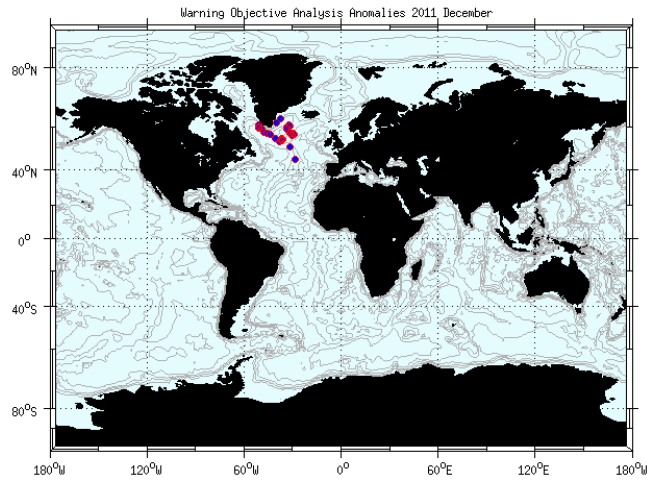 Warning Objective Analysis Anomalies 2011 December
80°N
40°N
0°
40°S
80°S
180°W 120°W 60°W 0° 60°E 120°E 180°W